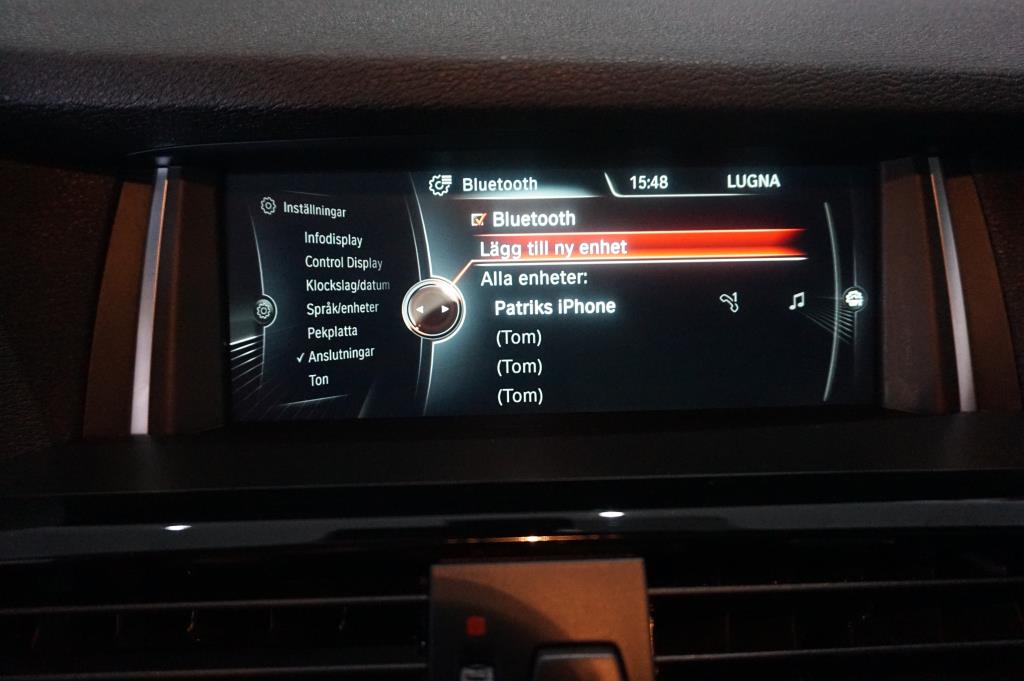 Bluetooth
15:48
LUGNA
Inställningar
Infodisplay
Control Display
Klockslag/datum
Språk/enheter
Pekplatta
✓ Anslutningar
Ton
Bluetooth
Lägg till ny enhet
Alla enheter:
Patriks iPhone
(Tom)
(Tom)
(Tom)